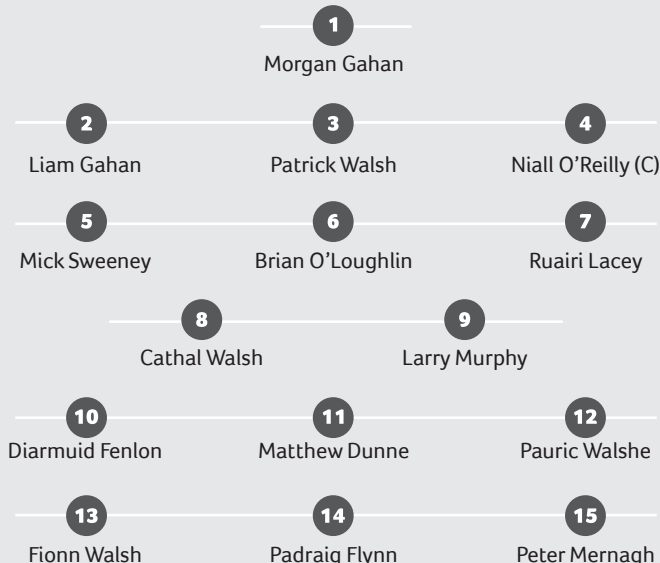 1
Morgan Gahan
2 3 4
Liam Gahan Patrick Walsh Niall O'Reilly (C)
5 6 7
Mick Sweeney Brian O'Loughlin Ruairi Lacey
8 9
Cathal Walsh Larry Murphy
10 11 12
Diarmuid Fenlon Matthew Dunne Pauric Walshe
13 14 15
Fionn Walsh Padraig Flynn Peter Mernagh